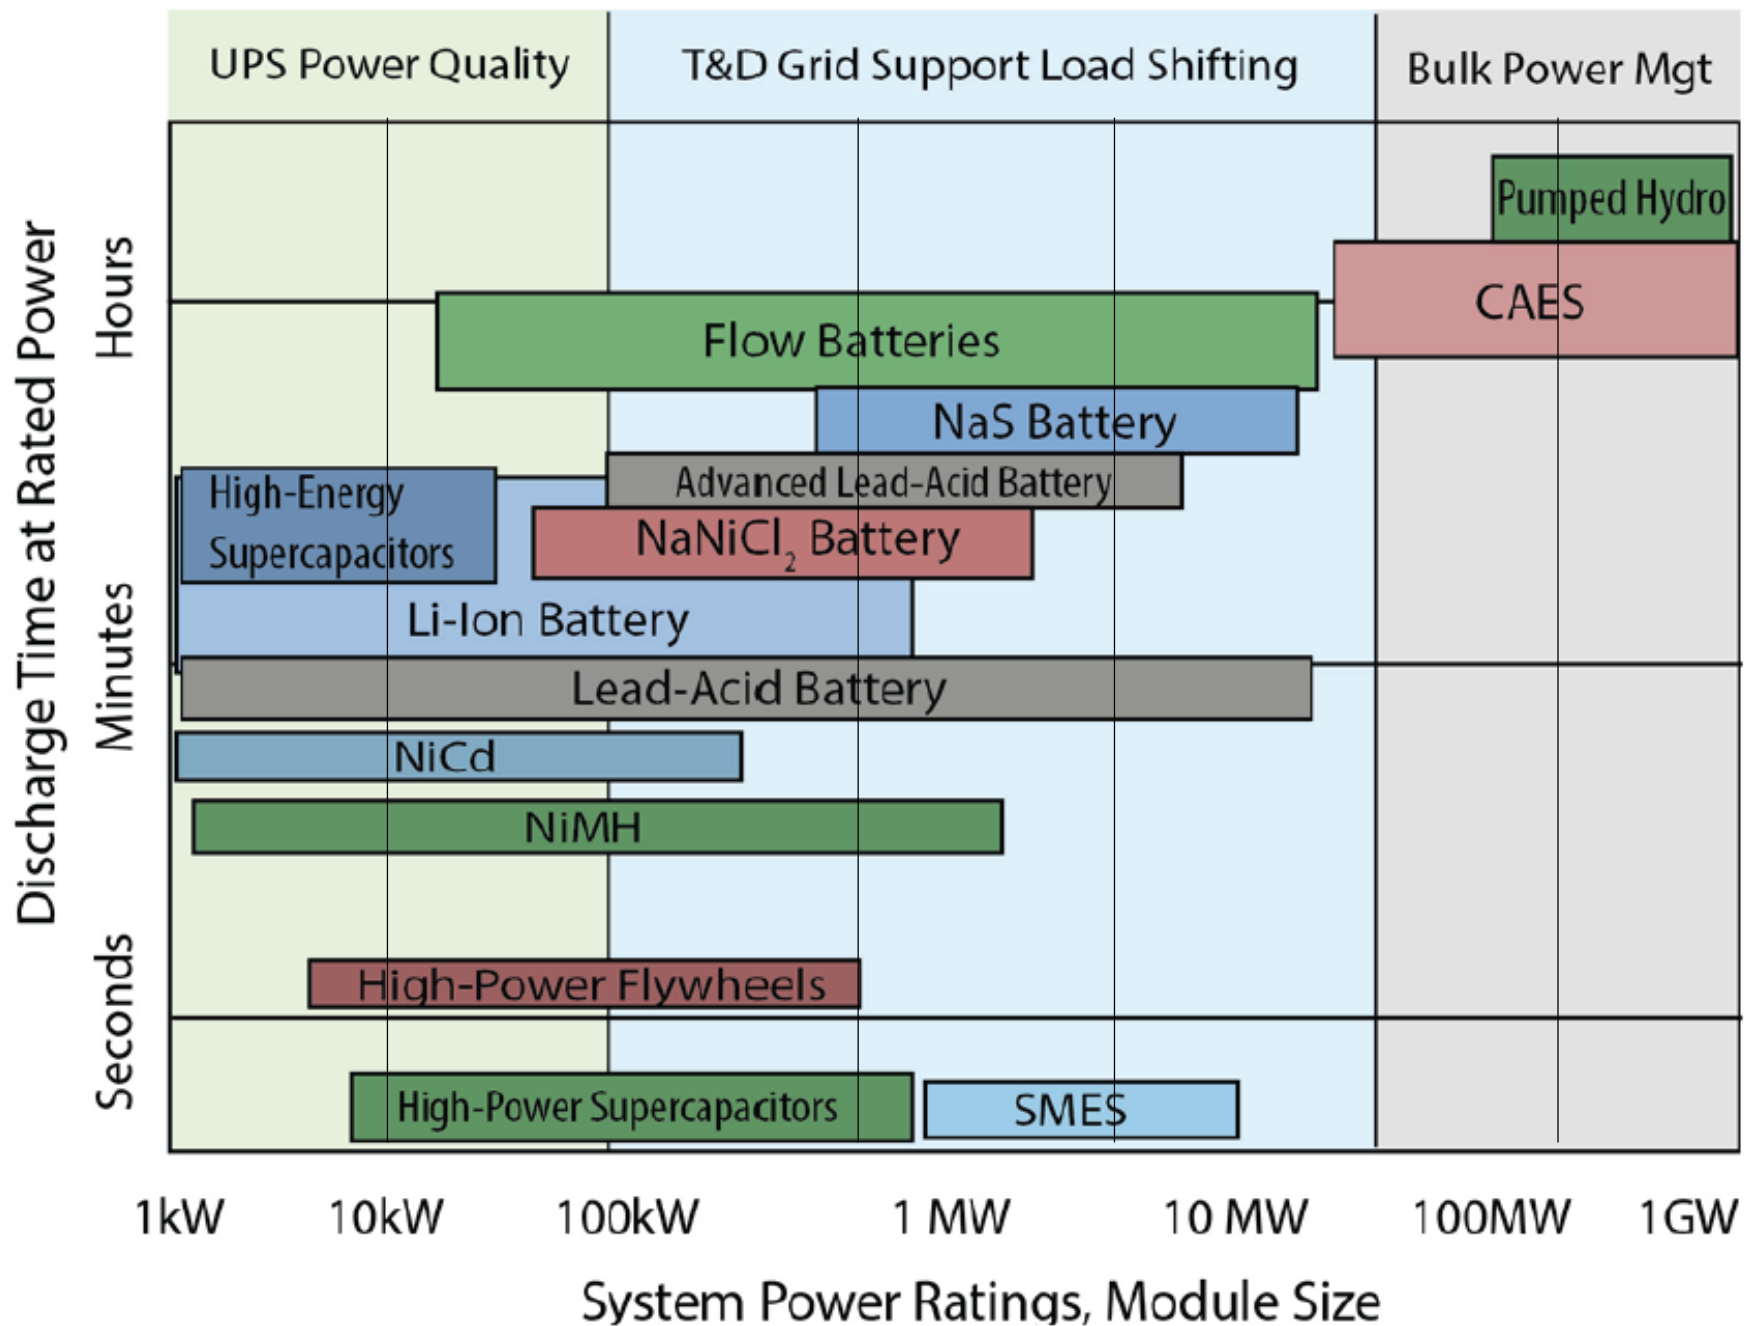 UPS Power Quality
T&D Grid Support Load Shifting
Bulk Power Mgt
Discharge Time at Rated Power
Hours
Minutes
Seconds
Pumped Hydro
CAES
Flow Batteries
NaS Battery
Advanced Lead-Acid Battery
High-Energy
Supercapacitors
NaNiCl₂ Battery
Li-Ion Battery
Lead-Acid Battery
NiCd
NiMH
High-Power Flywheels
High-Power Supercapacitors
SMES
1kW 10kW 100kW 1 MW 10 MW 100MW 1GW
System Power Ratings, Module Size